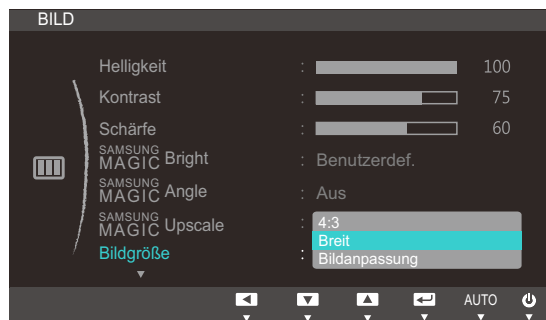 BILD
Helligkeit : 100
Kontrast : 75
Schärfe : 60
SAMSUNG MAGIC Bright : Benutzerdef.
SAMSUNG MAGIC Angle : Aus
SAMSUNG MAGIC Upscale : 4:3
Breit
Bildgröße : Bildanpassung
AUTO